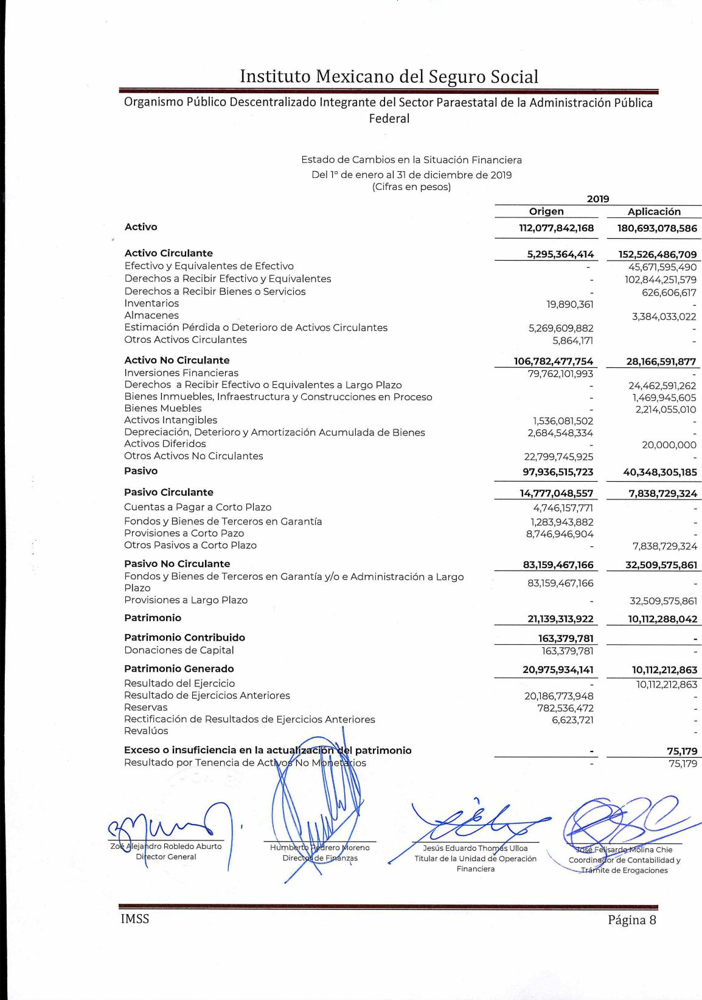 Instituto Mexicano del Seguro Social
Organismo Público Descentralizado Integrante del Sector Paraestatal de la Administración Pública
Federal
Estado de Cambios en la Situación Financiera
Del 1° de enero al 31 de diciembre de 2019
(Cifras en pesos)
2019
Origen Aplicación
Activo 112,077,842,168 180,693,078,586
Activo Circulante 5,295,364,414 152,526,486,709
Efectivo y Equivalentes de Efectivo - 45,671,595,490
Derechos a Recibir Efectivo y Equivalentes - 102,844,251,579
Derechos a Recibir Bienes o Servicios - 626,606,617
Inventarios 19,890,361 -
Almacenes 3,384,033,022
Estimación Pérdida o Deterioro de Activos Circulantes 5,269,609,882 -
Otros Activos Circulantes 5,864,171 -
Activo No Circulante 106,782,477,754 28,166,591,877
Inversiones Financieras 79,762,101,993 -
Derechos a Recibir Efectivo o Equivalentes a Largo Plazo - 24,462,591,262
Bienes Inmuebles, Infraestructura y Construcciones en Proceso - 1,469,945,605
Bienes Muebles - 2,214,055,010
Activos Intangibles 1,536,081,502 -
Depreciación, Deterioro y Amortización Acumulada de Bienes 2,684,548,334 -
Activos Diferidos - 20,000,000
Otros Activos No Circulantes 22,799,745,925 -
Pasivo 97,936,515,723 40,348,305,185
Pasivo Circulante 14,777,048,557 7,838,729,324
Cuentas a Pagar a Corto Plazo 4,746,157,771 -
Fondos y Bienes de Terceros en Garantía 1,283,943,882 -
Provisiones a Corto Pazo 8,746,946,904 -
Otros Pasivos a Corto Plazo - 7,838,729,324
Pasivo No Circulante 83,159,467,166 32,509,575,861
Fondos y Bienes de Terceros en Garantía y/o e Administración a Largo
Plazo 83,159,467,166 -
Provisiones a Largo Plazo - 32,509,575,861
Patrimonio 21,139,313,922 10,112,288,042
Patrimonio Contribuido 163,379,781 -
Donaciones de Capital 163,379,781 -
Patrimonio Generado 20,975,934,141 10,112,212,863
Resultado del Ejercicio - 10,112,212,863
Resultado de Ejercicios Anteriores 20,186,773,948 -
Reservas 782,536,472 -
Rectificación de Resultados de Ejercicios Anteriores 6,623,721 -
Revalúos -
Exceso o insuficiencia en la actualización del patrimonio - 75,179
Resultado por Tenencia de Activos No Monetarios - 75,179
Zoé Alejandro Robledo Aburto
Director General
Humberto Pedrero Moreno
Director de Finanzas
Jesús Eduardo Thomas Ulloa
Titular de la Unidad de Operación
Financiera
José Felisardo Molina Chie
Coordinador de Contabilidad y
Trámite de Erogaciones
IMSS Página 8